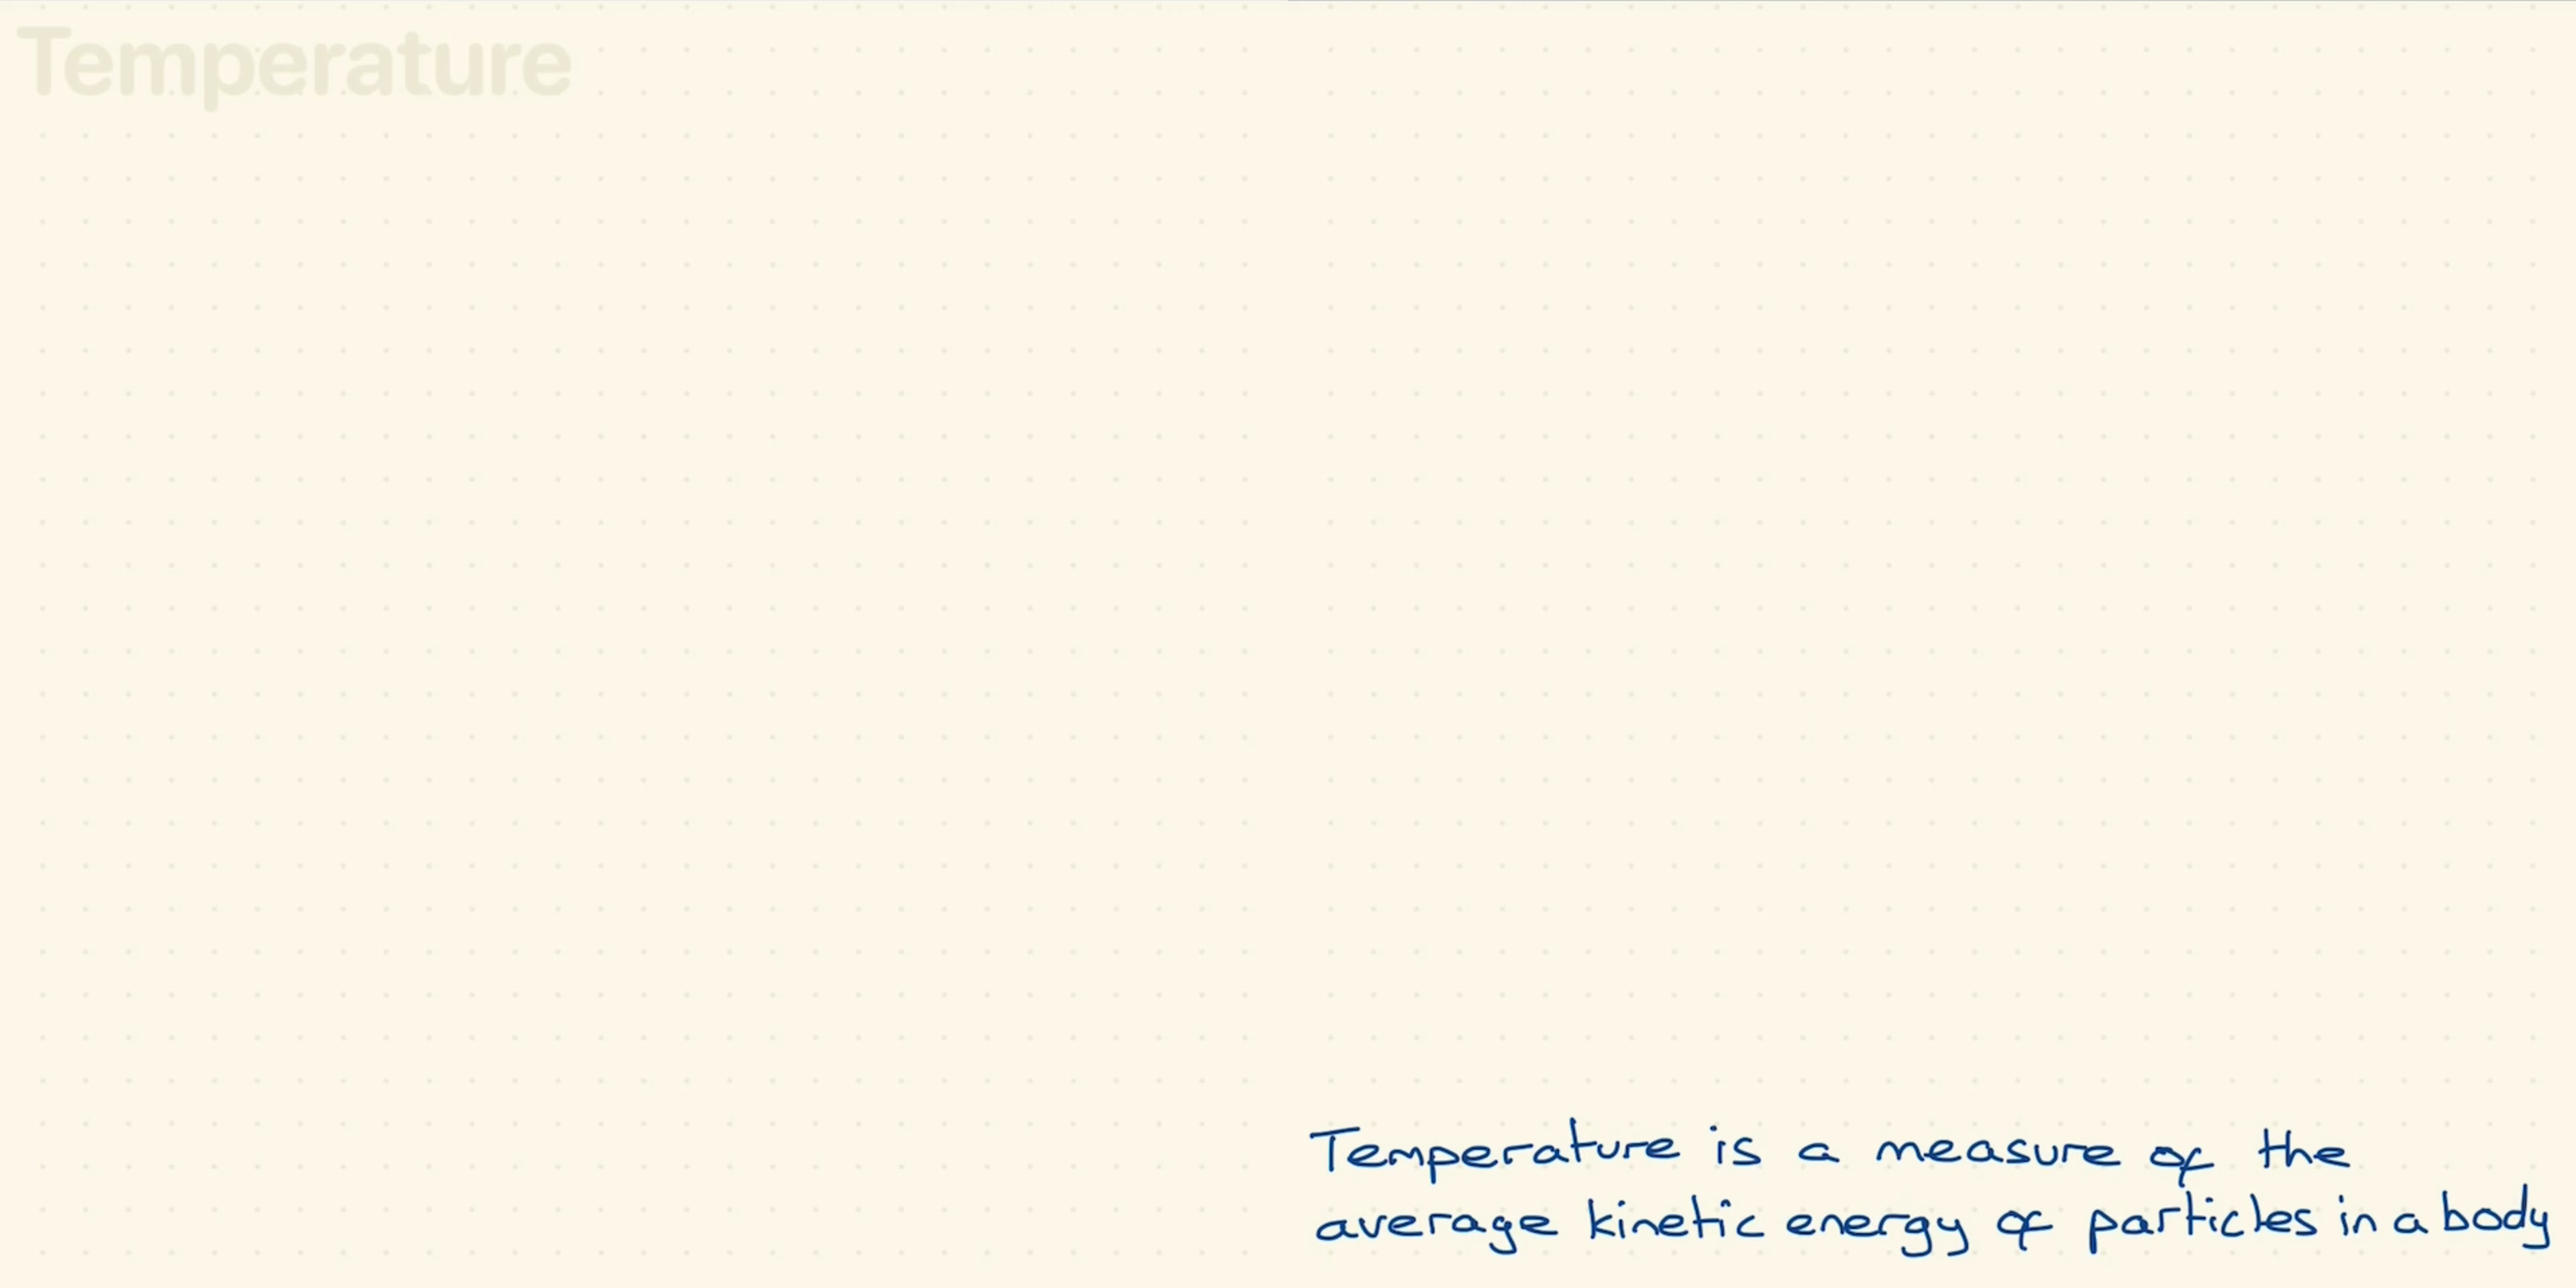 Temperature
Temperature is a measure of the
average kinetic energy of particles in a body